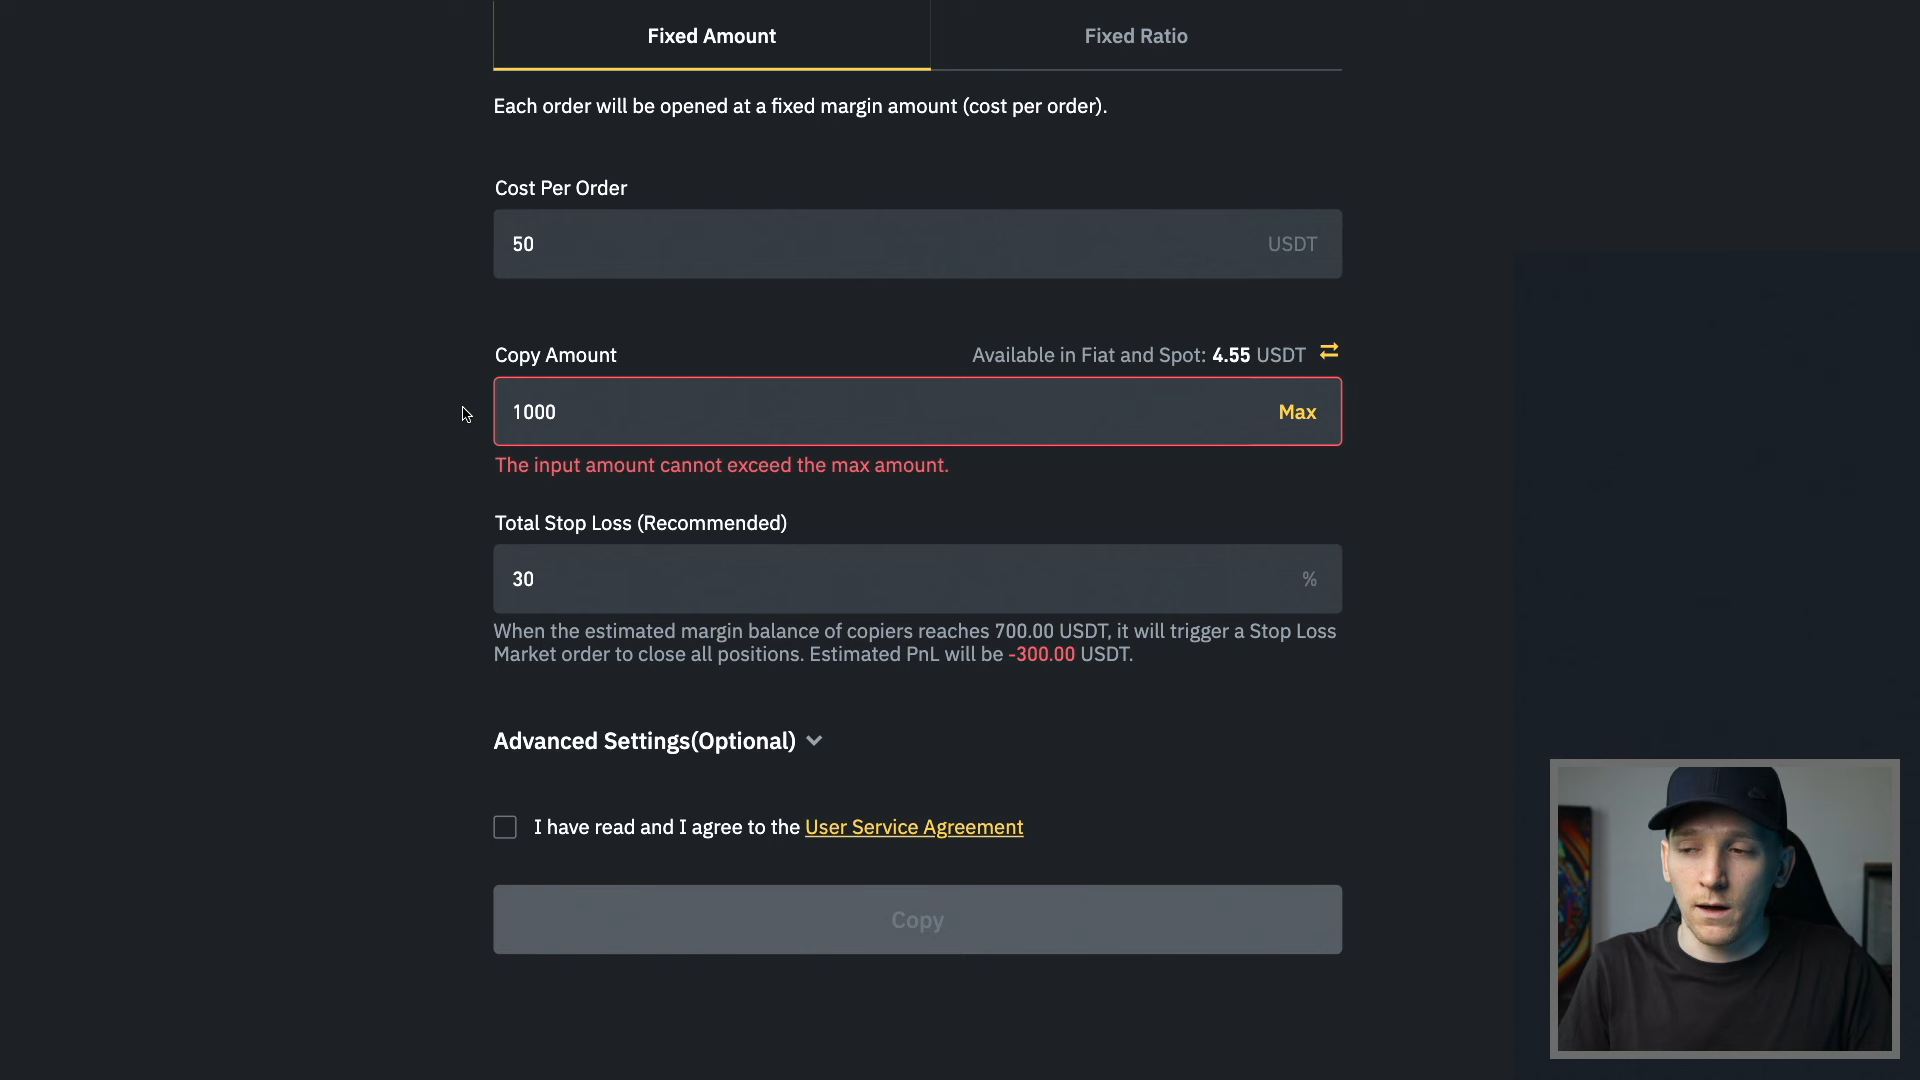 Fixed Amount
Fixed Ratio
Each order will be opened at a fixed margin amount (cost per order).
Cost Per Order
50
USDT
Copy Amount
Available in Fiat and Spot: 4.55 USDT
1000
Max
The input amount cannot exceed the max amount.
Total Stop Loss (Recommended)
30
%
When the estimated margin balance of copiers reaches 700.00 USDT, it will trigger a Stop Loss
Market order to close all positions. Estimated PnL will be -300.00 USDT.
Advanced Settings(Optional)
I have read and I agree to the User Service Agreement
Copy